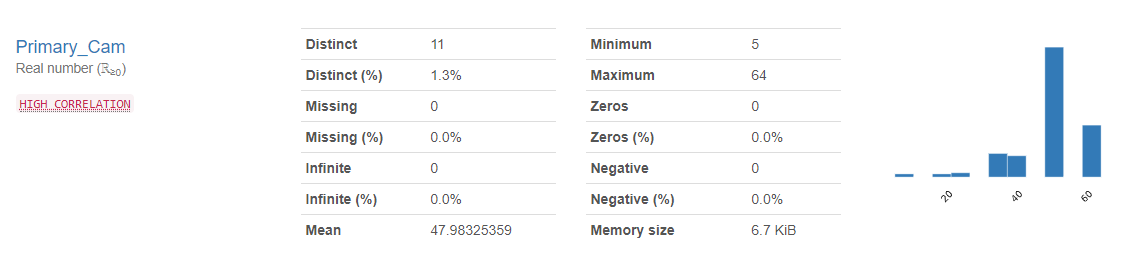 Primary_Cam
Real number (ℝ≥0)
HIGH CORRELATION
Distinct 11
Distinct (%) 1.3%
Missing 0
Missing (%) 0.0%
Infinite 0
Infinite (%) 0.0%
Mean 47.98325359
Minimum 5
Maximum 64
Zeros 0
Zeros (%) 0.0%
Negative 0
Negative (%) 0.0%
Memory size 6.7 KiB
20
40
60